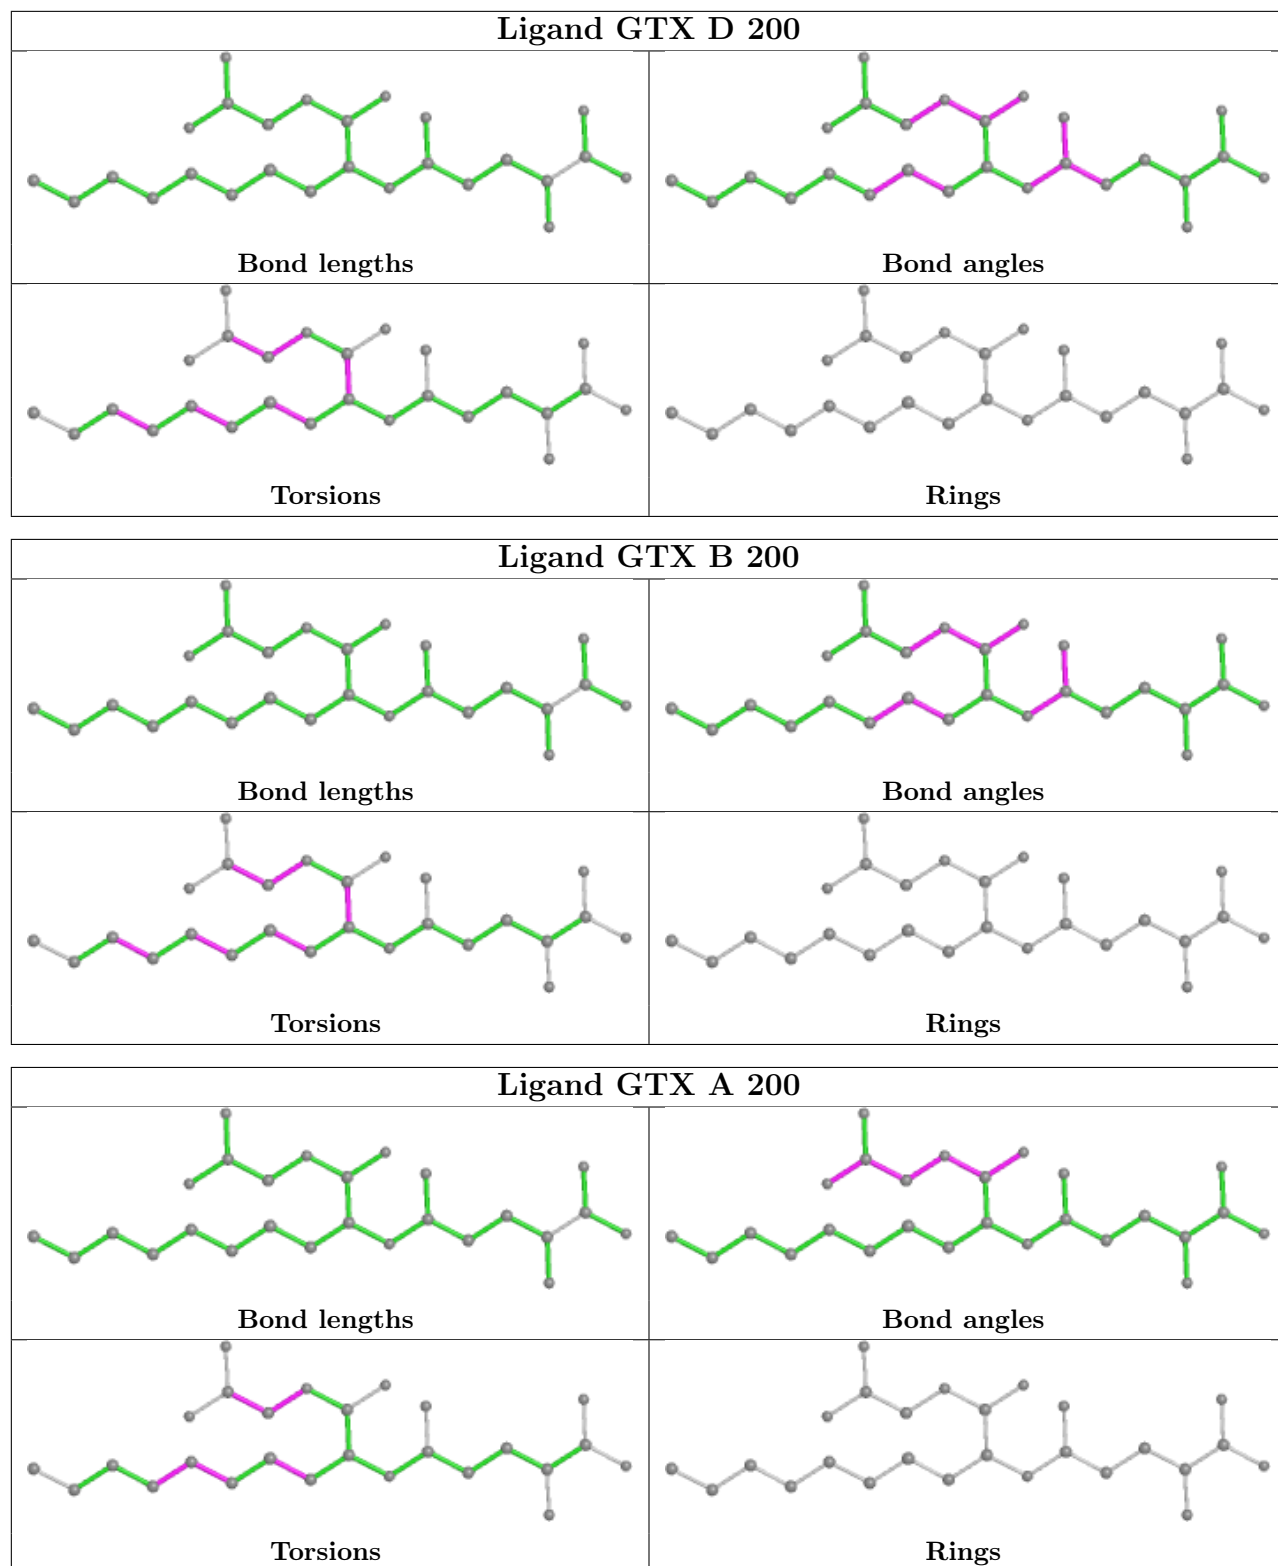 Ligand GTX D 200
Bond lengths
Bond angles
Torsions
Rings
Ligand GTX B 200
Bond lengths
Bond angles
Torsions
Rings
Ligand GTX A 200
Bond lengths
Bond angles
Torsions
Rings